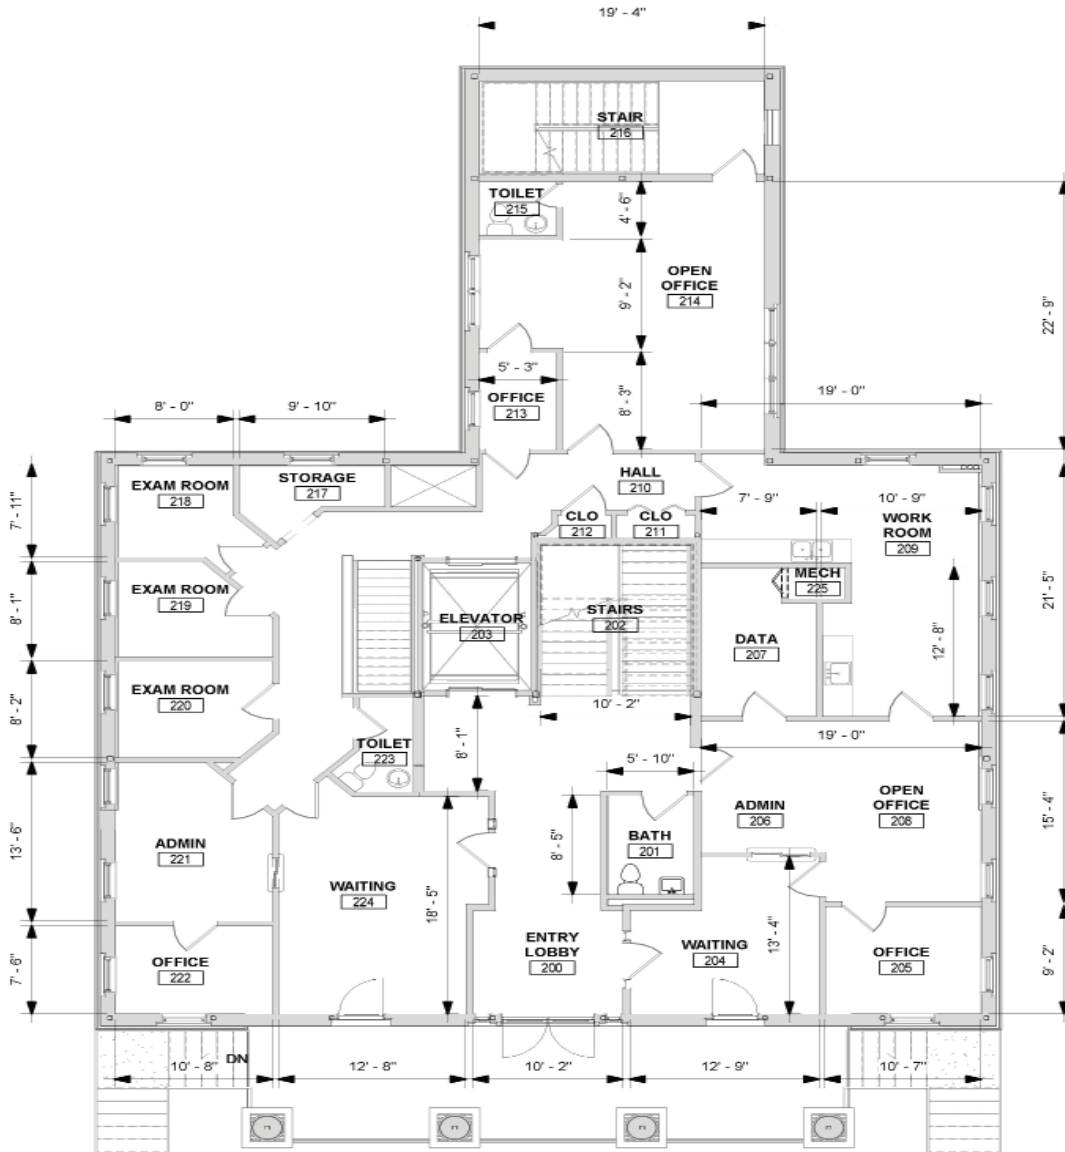 19' - 4"
STAIR
216
TOILET
215
4' - 6"
OPEN
OFFICE
214
9' - 2"
22' - 9"
5' - 3"
OFFICE
213
8' - 3"
19' - 0"
8' - 0"
9' - 10"
EXAM ROOM
218
STORAGE
217
HALL
210
7' - 11"
7' - 9"
10' - 9"
CLO
212
CLO
211
WORK
ROOM
209
MECH
225
EXAM ROOM
219
8' - 1"
ELEVATOR
203
STAIRS
202
21' - 5"
DATA
207
12' - 8"
EXAM ROOM
220
8' - 2"
10' - 2"
TOILET
223
8' - 1"
19' - 0"
5' - 10"
ADMIN
206
OPEN
OFFICE
208
15' - 4"
BATH
201
8' - 5"
ADMIN
221
13' - 6"
WAITING
224
18' - 5"
ENTRY
LOBBY
200
WAITING
204
13' - 4"
OFFICE
205
9' - 2"
OFFICE
222
7' - 6"
DN
10' - 8"
12' - 8"
10' - 2"
12' - 9"
10' - 7"